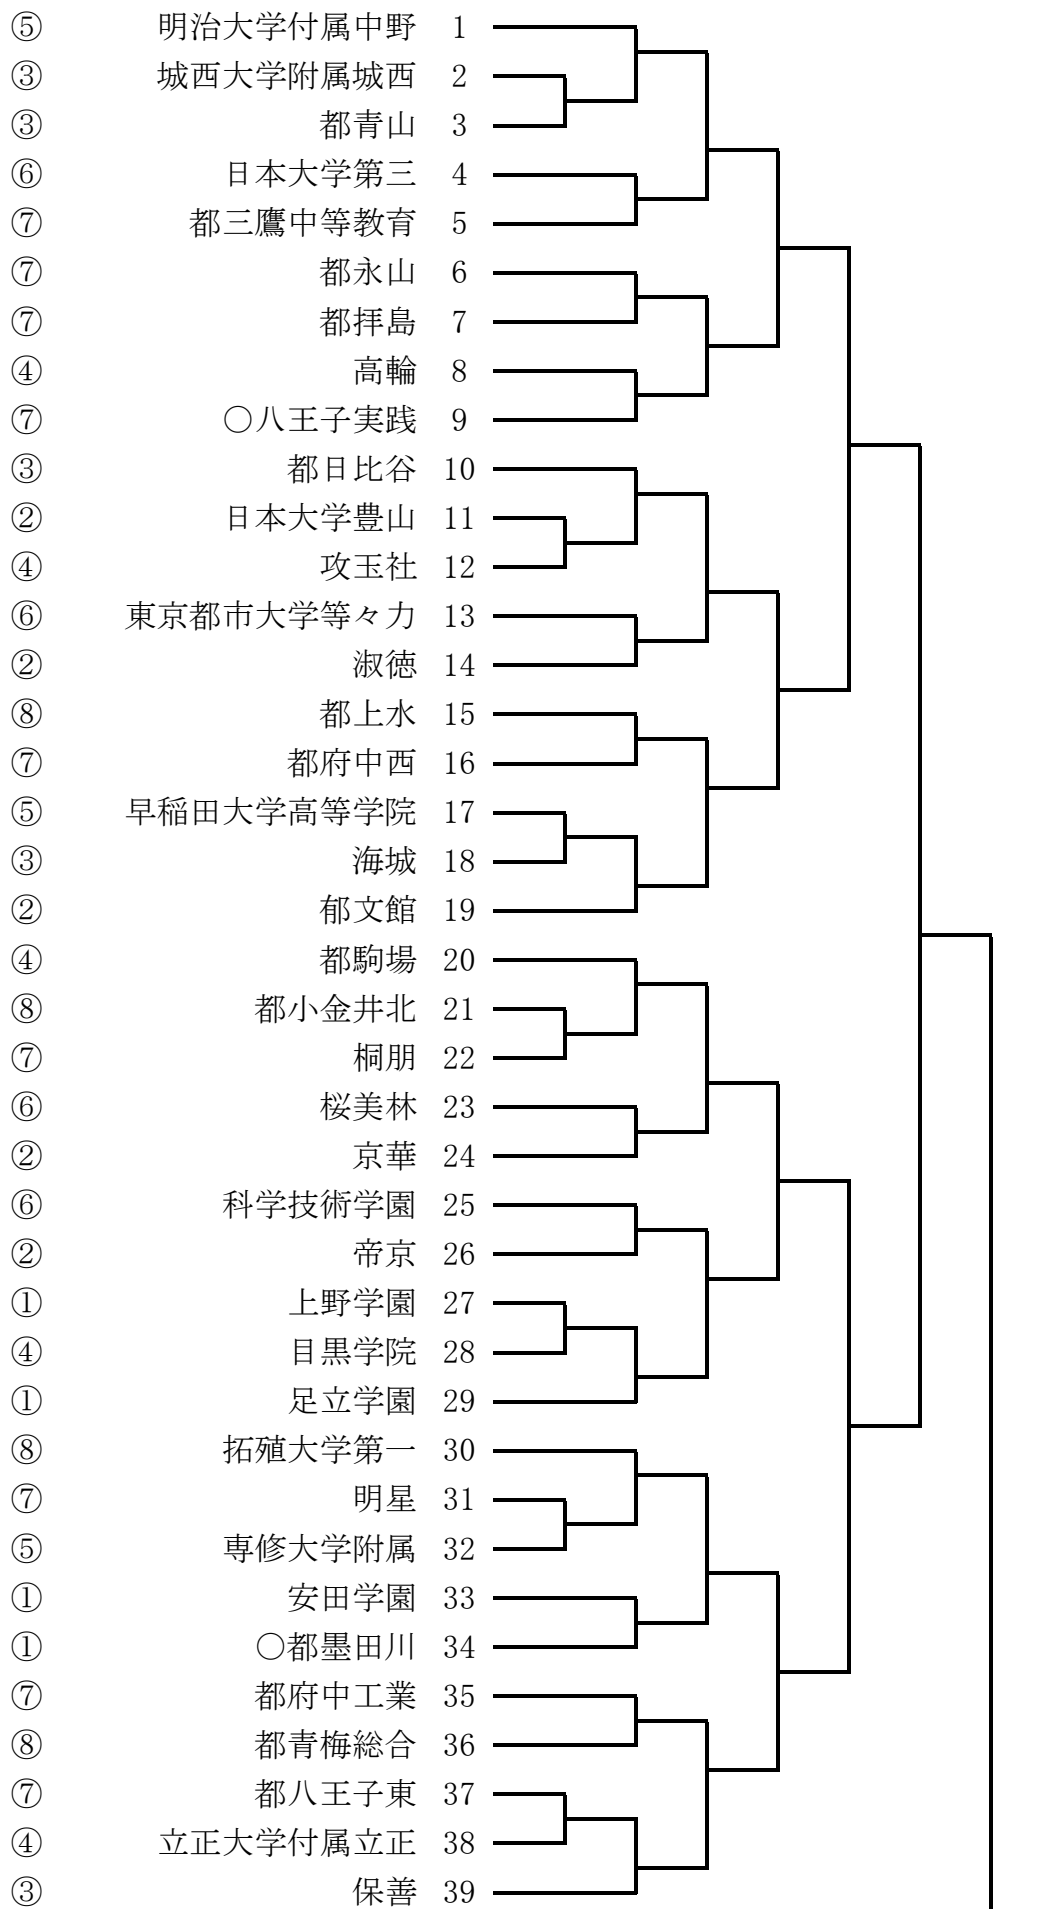 ⑤ 明治大学付属中野 1
③ 城西大学附属城西 2
③ 都青山 3
⑥ 日本大学第三 4
⑦ 都三鷹中等教育 5
⑦ 都永山 6
⑦ 都拝島 7
④ 高輪 8
⑦ 〇八王子実践 9
③ 都日比谷 10
② 日本大学豊山 11
④ 攻玉社 12
⑥ 東京都市大学等々力 13
② 淑徳 14
⑧ 都上水 15
⑦ 都府中西 16
⑤ 早稲田大学高等学院 17
③ 海城 18
② 郁文館 19
④ 都駒場 20
⑧ 都小金井北 21
⑦ 桐朋 22
⑥ 桜美林 23
② 京華 24
⑥ 科学技術学園 25
② 帝京 26
① 上野学園 27
④ 目黒学院 28
① 足立学園 29
⑧ 拓殖大学第一 30
⑦ 明星 31
⑤ 専修大学附属 32
① 安田学園 33
① 〇都墨田川 34
⑦ 都府中工業 35
⑧ 都青梅総合 36
⑦ 都八王子東 37
④ 立正大学付属立正 38
③ 保善 39